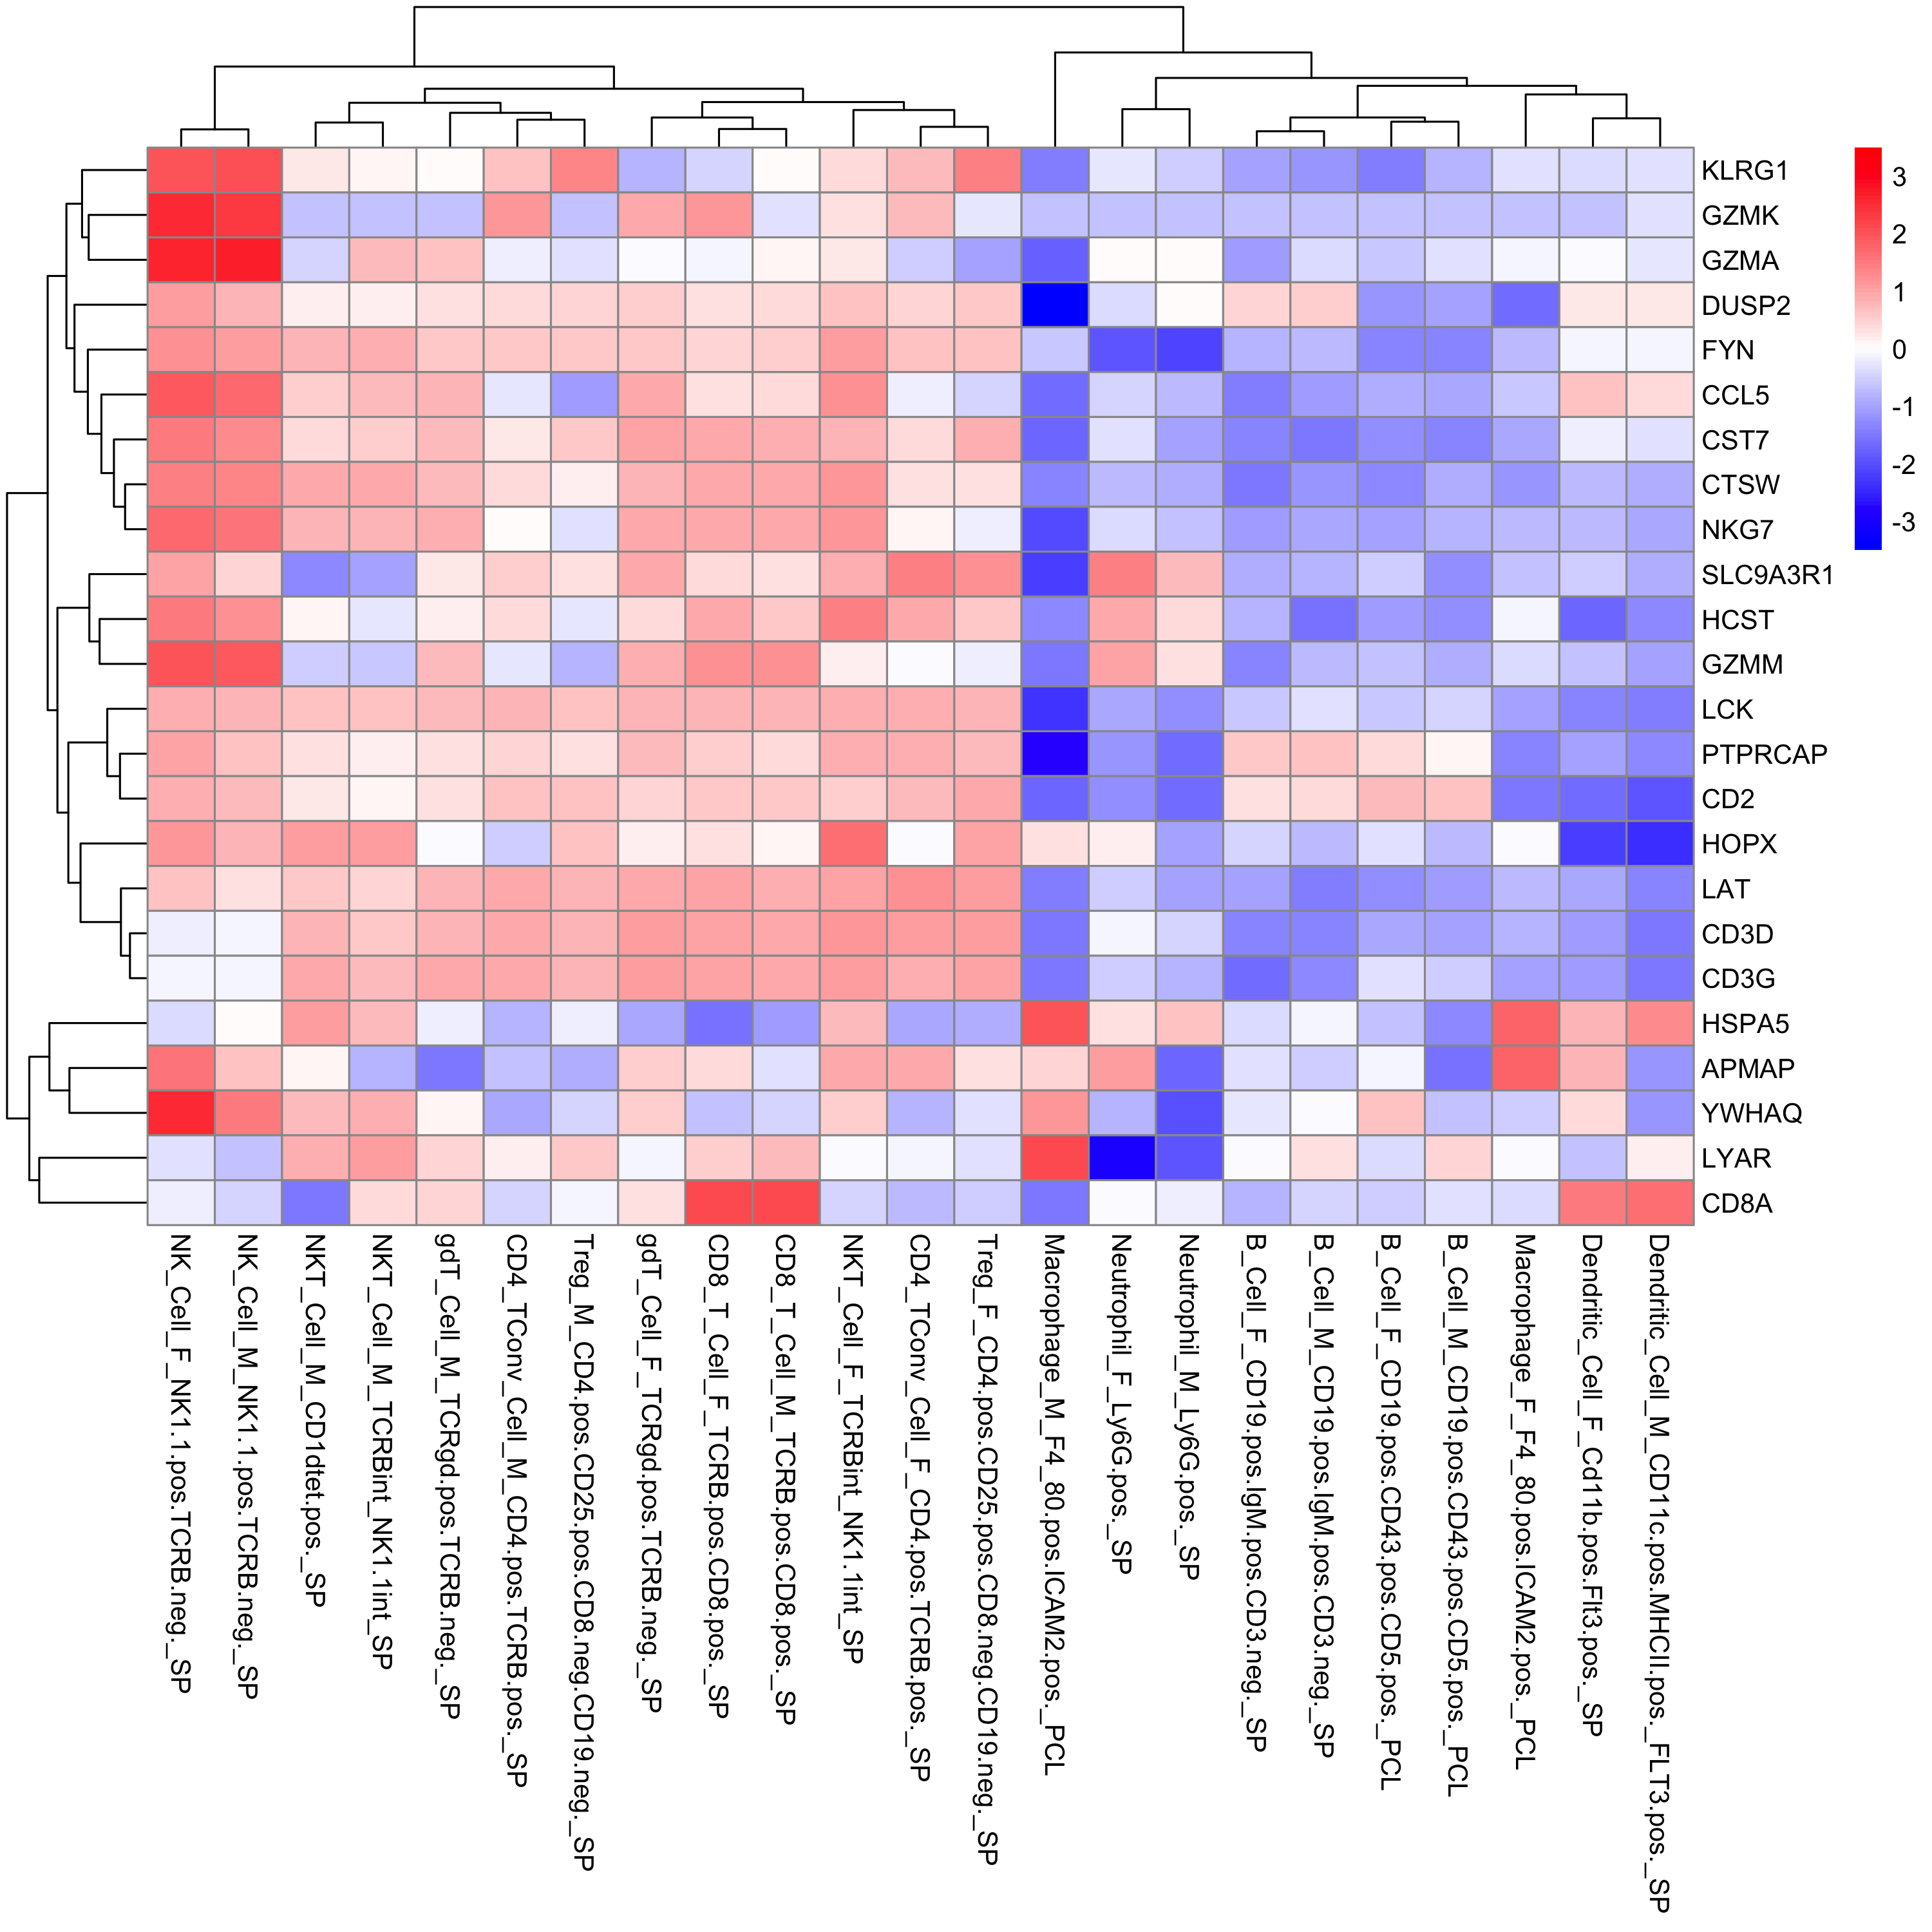 KLRG1
GZMK
GZMA
DUSP2
FYN
CCL5
CST7
CTSW
NKG7
SLC9A3R1
HCST
GZMM
LCK
PTPRCAP
CD2
HOPX
LAT
CD3D
CD3G
HSPA5
APMAP
YWHAQ
LYAR
CD8A
3
2
1
0
-1
-2
-3
NK_Cell_F_NK1.1.pos.TCRB.neg._SP
NK_Cell_M_NK1.1.pos.TCRB.neg._SP
NKT_Cell_M_CD1dtet.pos._SP
NKT_Cell_M_TCRBint_NK1.1int_SP
gdT_Cell_M_TCRgd.pos.TCRB.neg._SP
CD4_TConv_Cell_M_CD4.pos.TCRB.pos._SP
Treg_M_CD4.pos.CD25.pos.CD8.neg.CD19.neg._SP
gdT_Cell_F_TCRgd.pos.TCRB.neg._SP
CD8_T_Cell_F_TCRB.pos.CD8.pos._SP
CD8_T_Cell_M_TCRB.pos.CD8.pos._SP
NKT_Cell_F_TCRBint_NK1.1int_SP
CD4_TConv_Cell_F_CD4.pos.TCRB.pos._SP
Treg_F_CD4.pos.CD25.pos.CD8.neg.CD19.neg._SP
Macrophage_M_F4_80.pos.ICAM2.pos._PCL
Neutrophil_F_Ly6G.pos._SP
Neutrophil_M_Ly6G.pos._SP
B_Cell_F_CD19.pos.IgM.pos.CD3.neg._SP
B_Cell_M_CD19.pos.IgM.pos.CD3.neg._SP
B_Cell_F_CD19.pos.CD43.pos.CD5.pos._PCL
B_Cell_M_CD19.pos.CD43.pos.CD5.pos._PCL
Macrophage_F_F4_80.pos.ICAM2.pos._PCL
Dendritic_Cell_F_Cd11b.pos.Flt3.pos._SP
Dendritic_Cell_M_CD11c.pos.MHCII.pos._FLT3.pos._SP